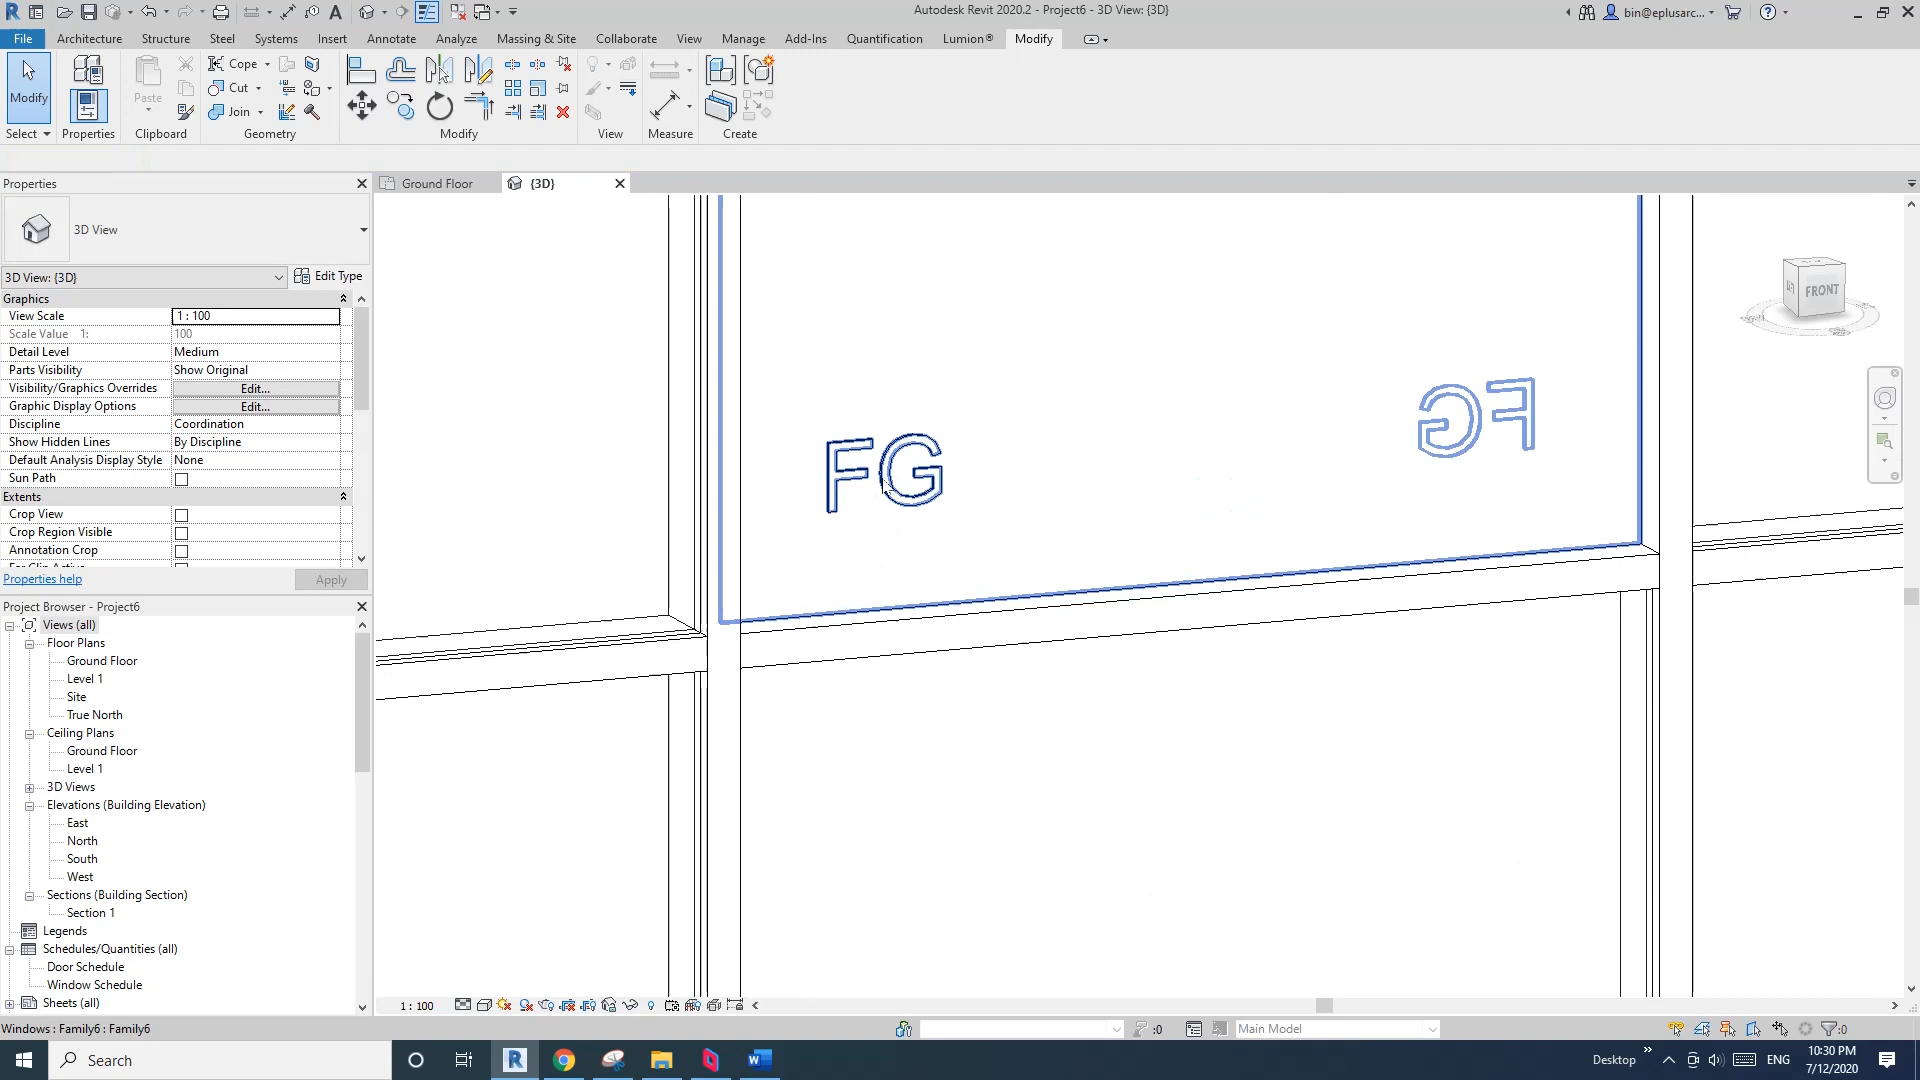 Autodesk Revit 2020.2 - Project6 - 3D View: {3D}
bin@eplusarc...
File Architecture Structure Steel Systems Insert Annotate Analyze Massing & Site Collaborate View Manage Add-Ins Quantification Lumion® Modify
Modify
Paste
Cope
Cut
Join
Select Properties Clipboard Geometry Modify View Measure Create
Properties
Ground Floor
{3D}
3D View
3D View: {3D}
Edit Type
Graphics
View Scale 1 : 100
Scale Value 1: 100
Detail Level Medium
Parts Visibility Show Original
Visibility/Graphics Overrides Edit...
Graphic Display Options Edit...
Discipline Coordination
Show Hidden Lines By Discipline
Default Analysis Display Style None
Sun Path
Extents
Crop View
Crop Region Visible
Annotation Crop
Properties help
Apply
FG
FG
FRONT
Project Browser - Project6
Views (all)
Floor Plans
Ground Floor
Level 1
Site
True North
Ceiling Plans
Ground Floor
Level 1
3D Views
Elevations (Building Elevation)
East
North
South
West
Sections (Building Section)
Section 1
Legends
Schedules/Quantities (all)
Door Schedule
Window Schedule
Sheets (all)
1 : 100
Windows : Family6 : Family6
:0
Main Model
:0
Search
Desktop
ENG
10:30 PM
7/12/2020